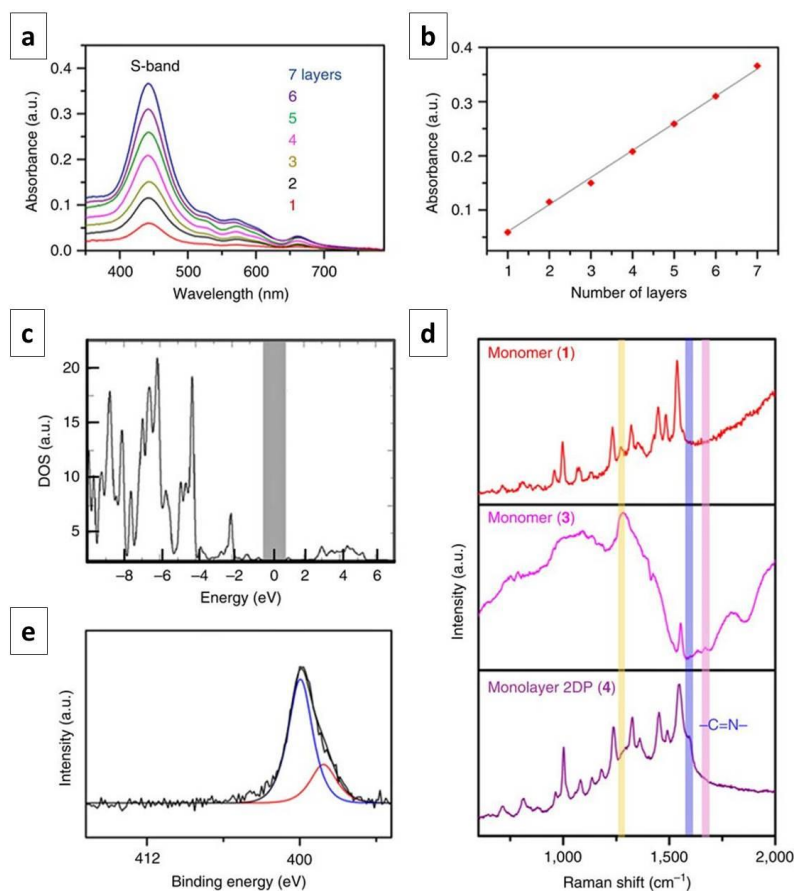 a
S-band
7 layers
6
5
4
3
2
1
0.4
0.3
0.2
0.1
0.0
Absorbance (a.u.)
400 500 600 700
Wavelength (nm)
b
0.4
0.3
0.2
0.1
Absorbance (a.u.)
1 2 3 4 5 6 7
Number of layers
c
20
15
10
5
DOS (a.u.)
–8 –6 –4 –2 0 2 4 6
Energy (eV)
d
Monomer (1)
Monomer (3)
Monolayer 2DP (4)
–C=N–
Intensity (a.u.)
1,000 1,500 2,000
Raman shift (cm–1)
e
Intensity (a.u.)
412 400
Binding energy (eV)